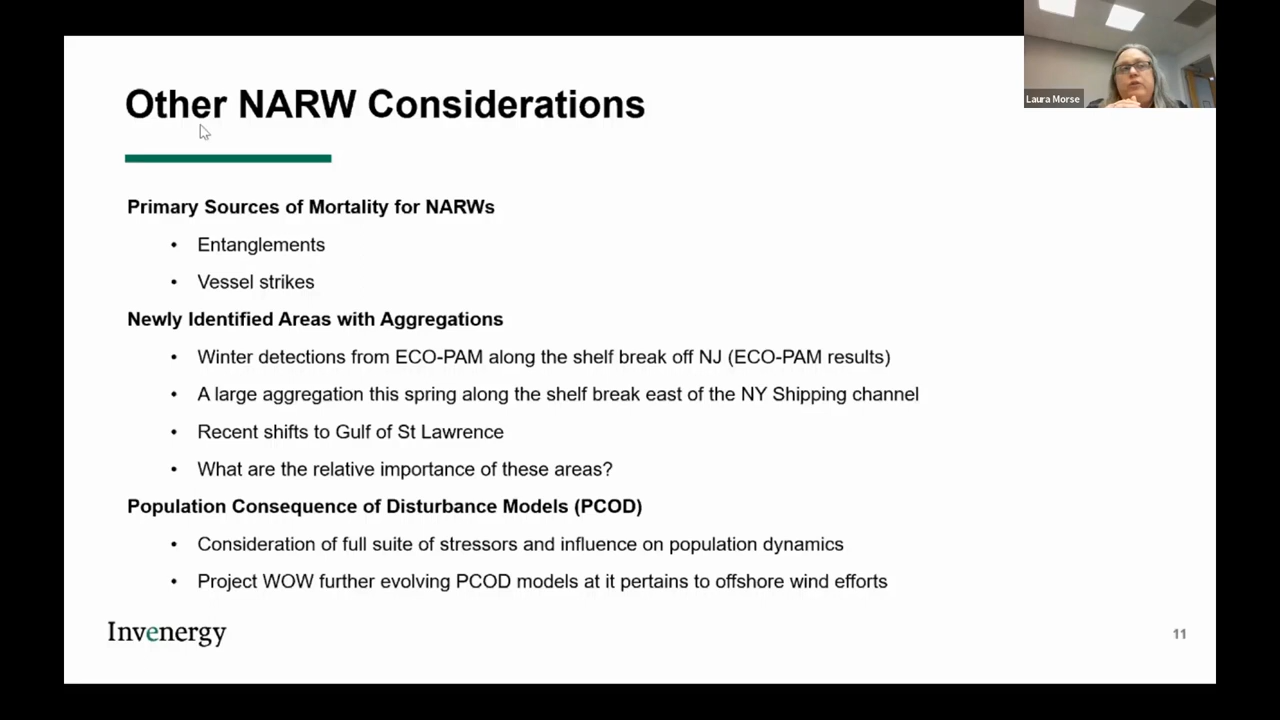 Other NARW Considerations
Laura Morse
Primary Sources of Mortality for NARWs
• Entanglements
• Vessel strikes
Newly Identified Areas with Aggregations
• Winter detections from ECO-PAM along the shelf break off NJ (ECO-PAM results)
• A large aggregation this spring along the shelf break east of the NY Shipping channel
• Recent shifts to Gulf of St Lawrence
• What are the relative importance of these areas?
Population Consequence of Disturbance Models (PCOD)
• Consideration of full suite of stressors and influence on population dynamics
• Project WOW further evolving PCOD models at it pertains to offshore wind efforts
Invenergy
11